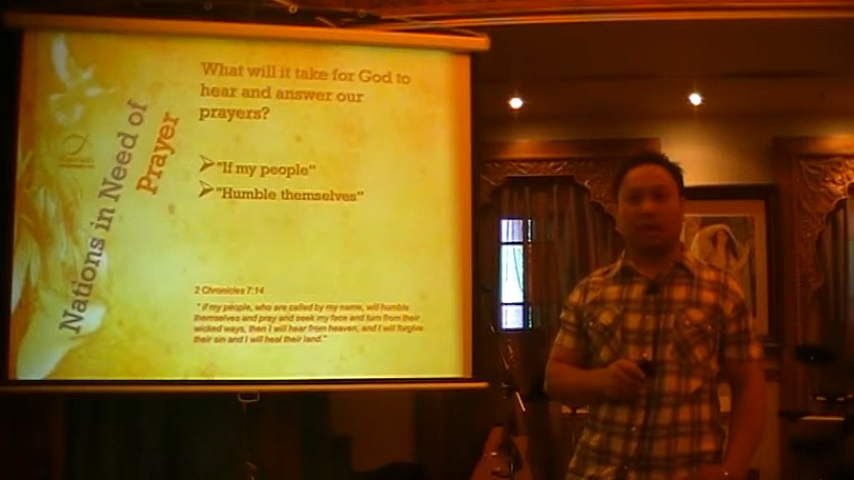 Nations in Need of
Prayer
What will it take for God to
hear and answer our
prayers?
"If my people"
"Humble themselves"
2 Chronicles 7:14
" if my people, who are called by my name, will humble
themselves and pray and seek my face and turn from their
wicked ways, then I will hear from heaven, and I will forgive
their sin and I will heal their land."